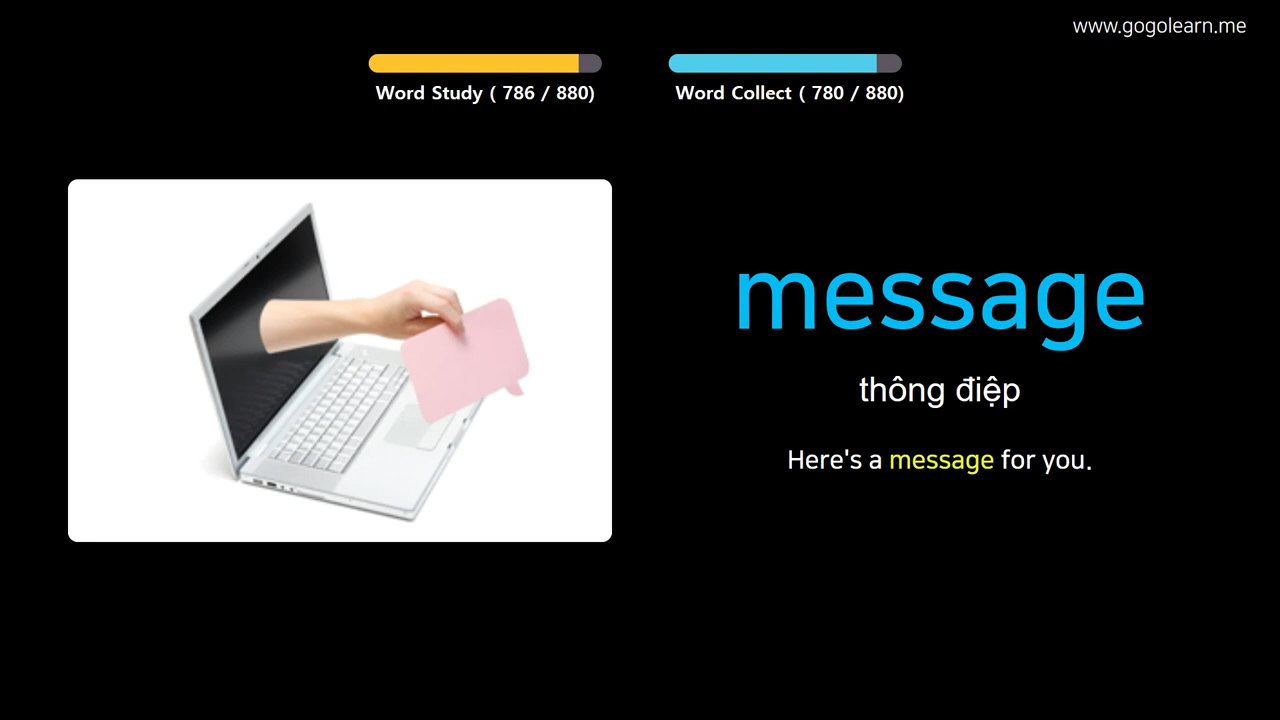 www.gogolearn.me
Word Study ( 786 / 880)
Word Collect ( 780 / 880)
message
thông điệp
Here's a message for you.